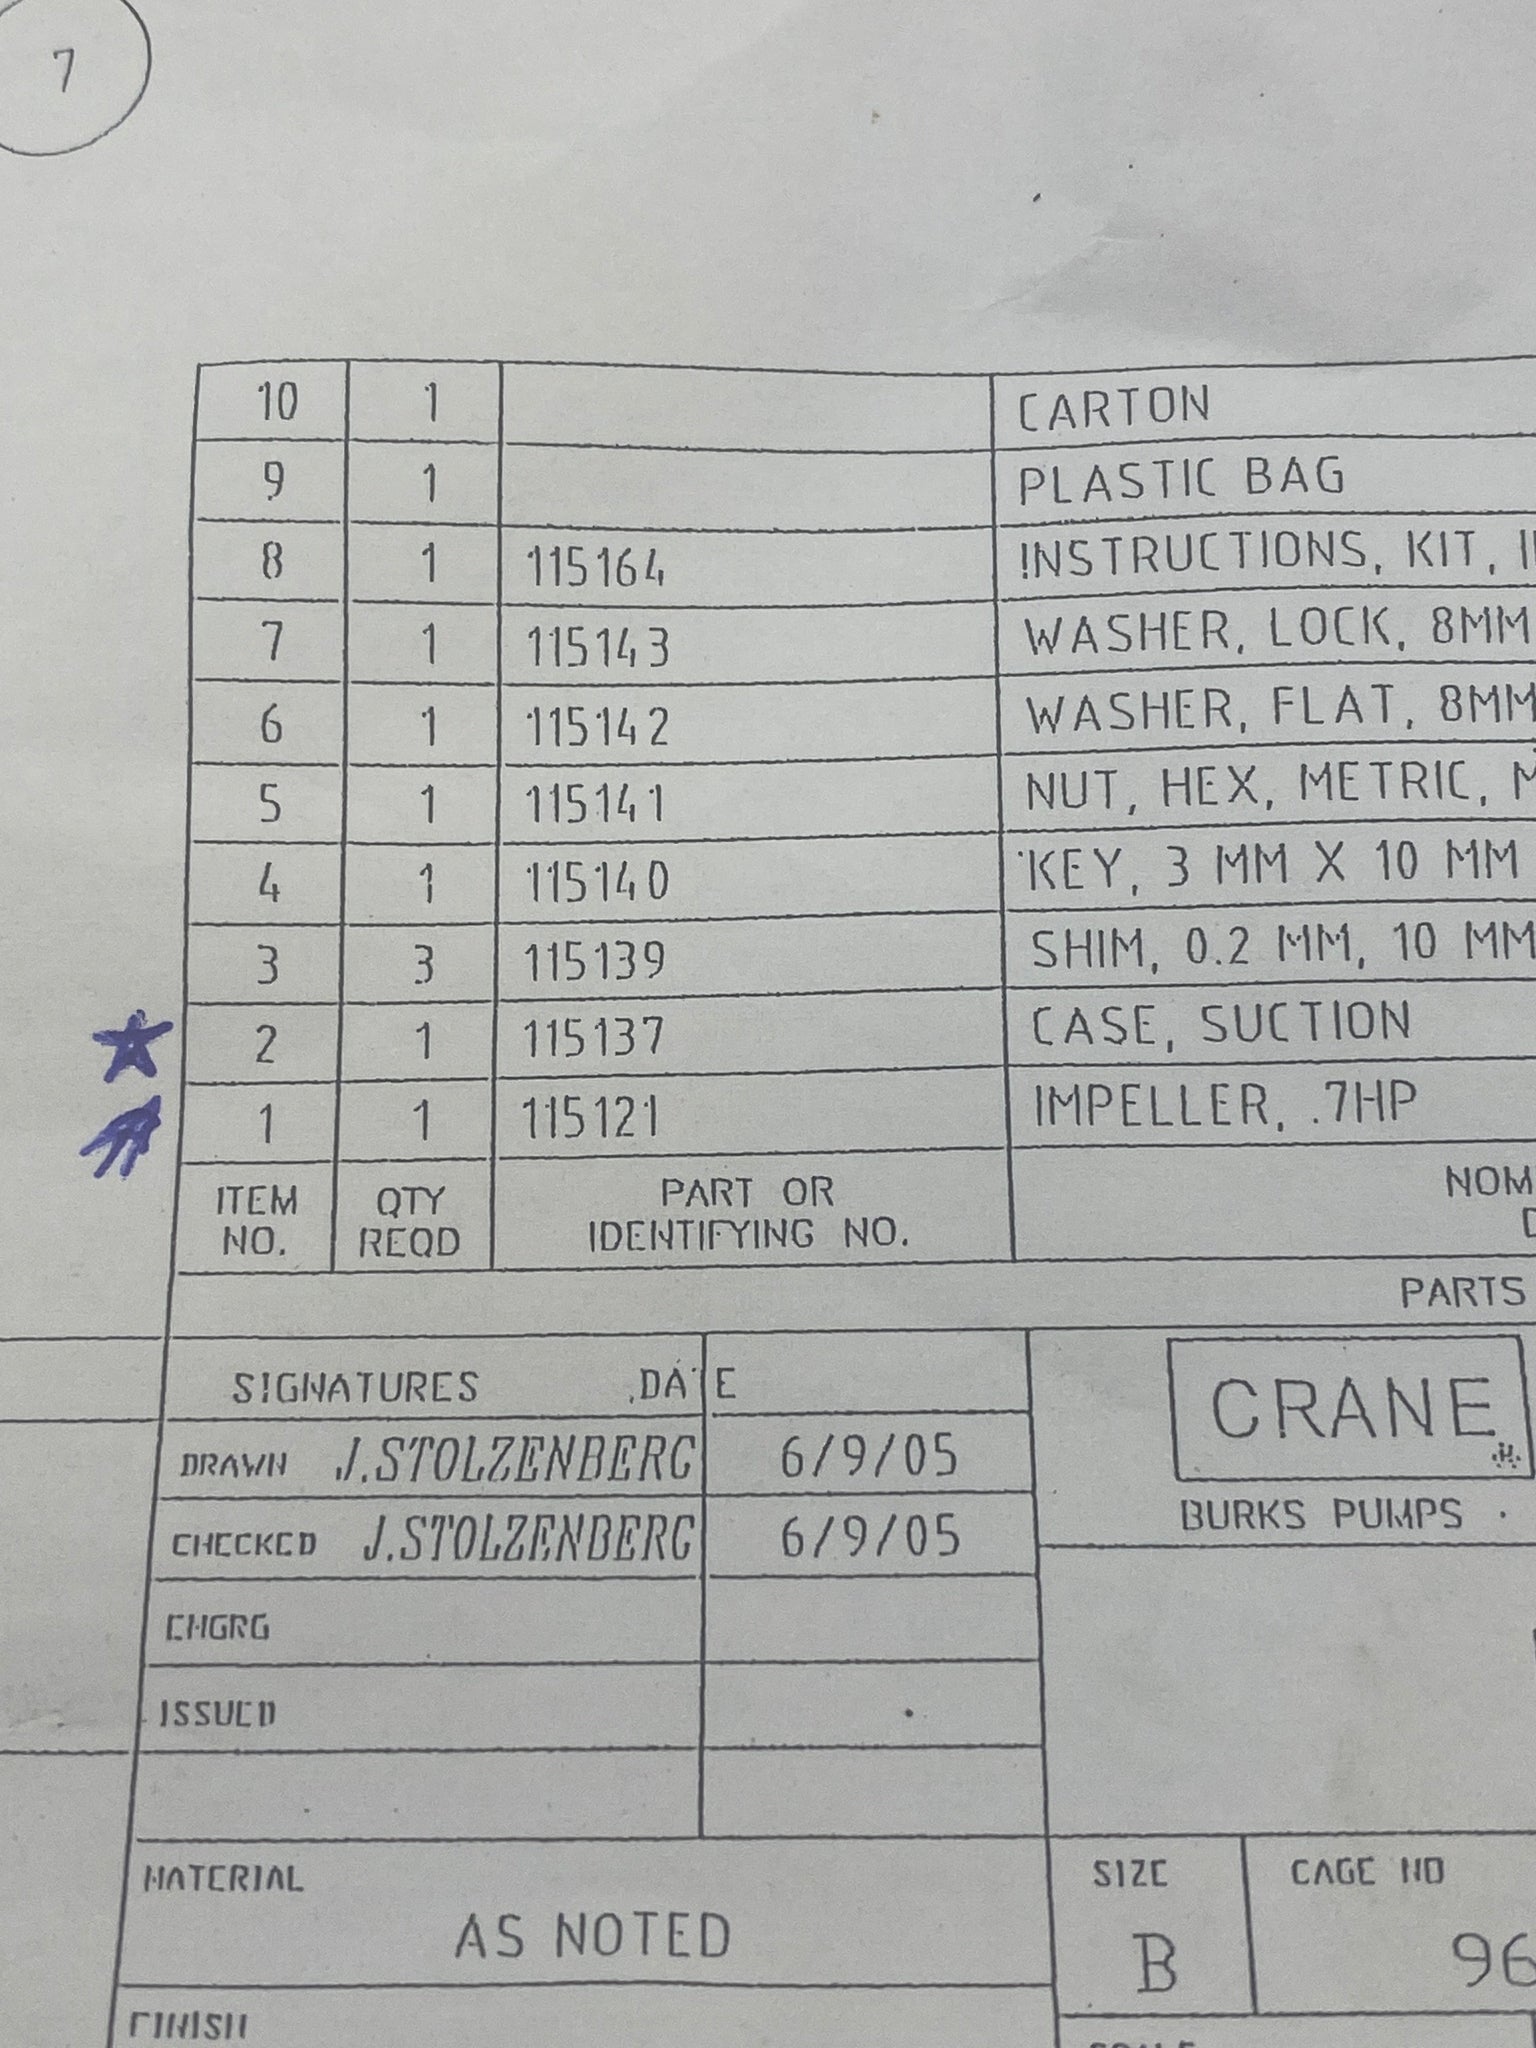 7
10 1 CARTON
9 1 PLASTIC BAG
8 1 115164 INSTRUCTIONS, KIT,
7 1 115143 WASHER, LOCK, 8MM
6 1 115142 WASHER, FLAT, 8MM
5 1 115141 NUT, HEX, METRIC,
4 1 115140 KEY, 3 MM X 10 MM
3 3 115139 SHIM, 0.2 MM, 10 MM
2 1 115137 CASE, SUCTION
1 1 115121 IMPELLER, .7HP
ITEM NO. QTY REQD PART OR IDENTIFYING NO. NOM
PARTS
SIGNATURES DATE
DRAWN J.STOLZENBERG 6/9/05
CHECKED J.STOLZENBERG 6/9/05
CHGRG
ISSUED
CRANE
BURKS PUMPS
MATERIAL
AS NOTED
SIZE
B
CAGE NO
96
FINISH